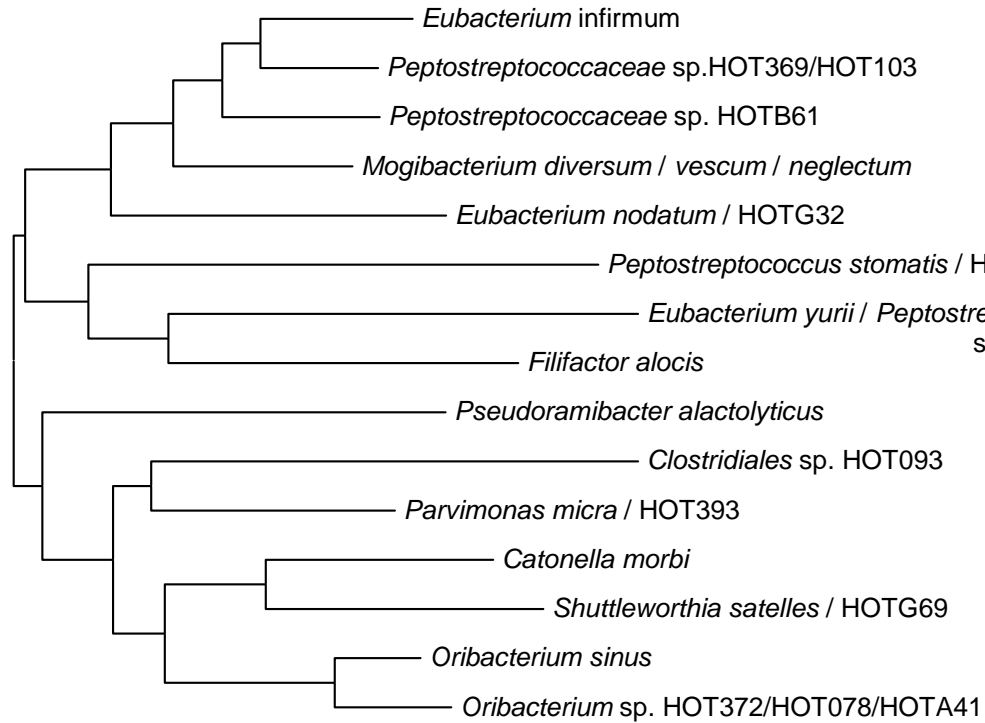 Eubacterium infirmum
Peptostreptococcaceae sp.HOT369/HOT103
Peptostreptococcaceae sp. HOTB61
Mogibacterium diversum / vescum / neglectum
Eubacterium nodatum / HOTG32
Peptostreptococcus stomatis / H
Eubacterium yurii / Peptostre
s
Filifactor alocis
Pseudoramibacter alactolyticus
Clostridiales sp. HOT093
Parvimonas micra / HOT393
Catonella morbi
Shuttleworthia satelles / HOTG69
Oribacterium sinus
Oribacterium sp. HOT372/HOT078/HOTA41